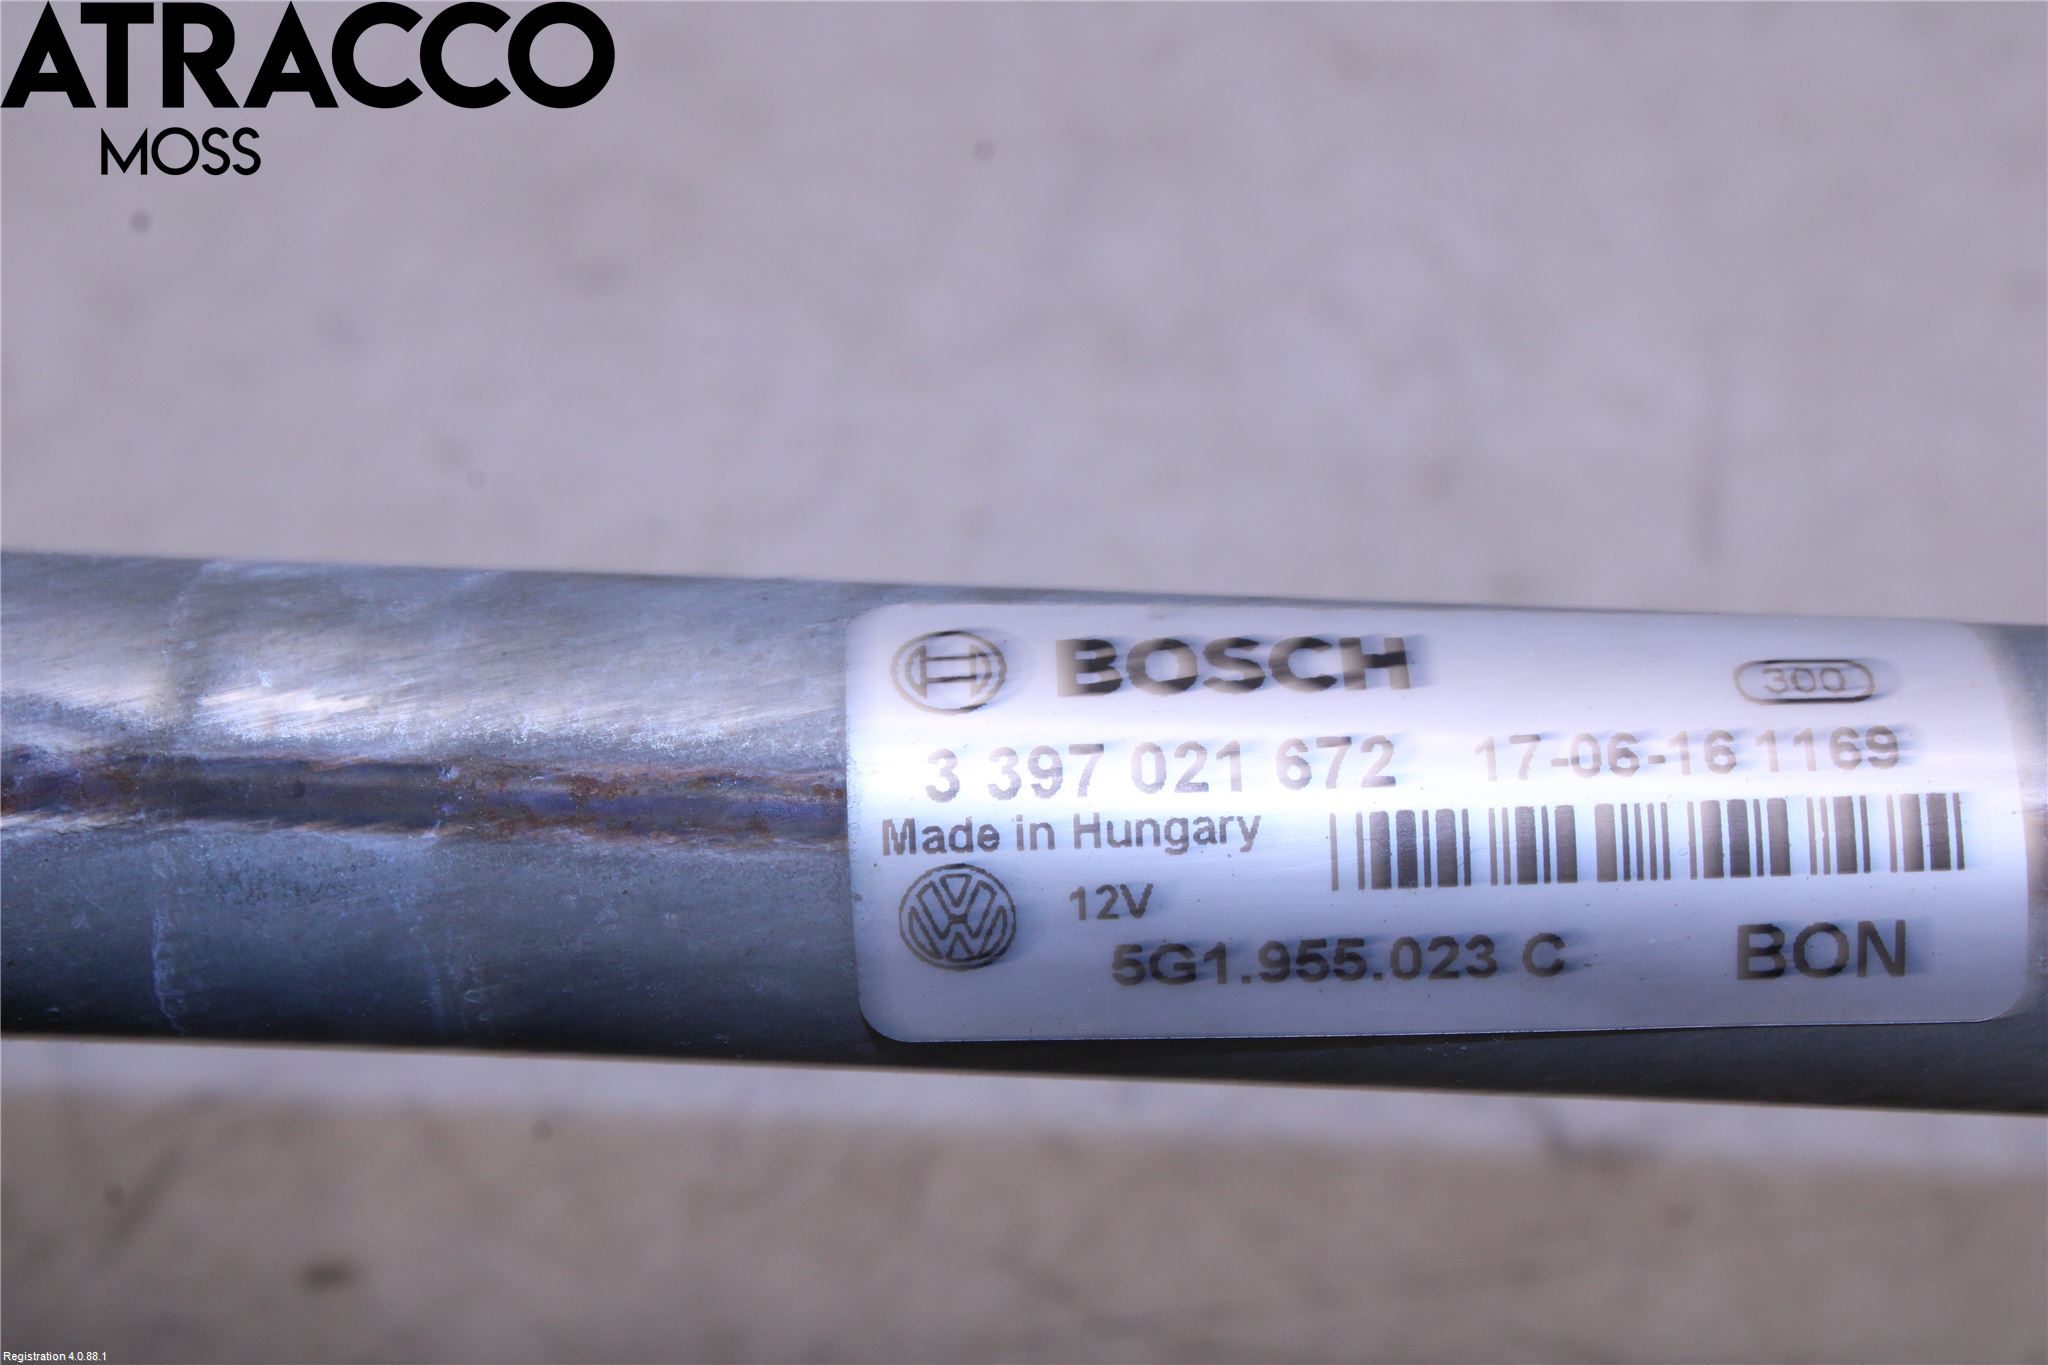 ATRACCO
MOSS
BOSCH
300
3 397 021 672 17-06-16 1169
Made in Hungary
12V
5G1.955.023 C BON
Registration 4.0.88.1